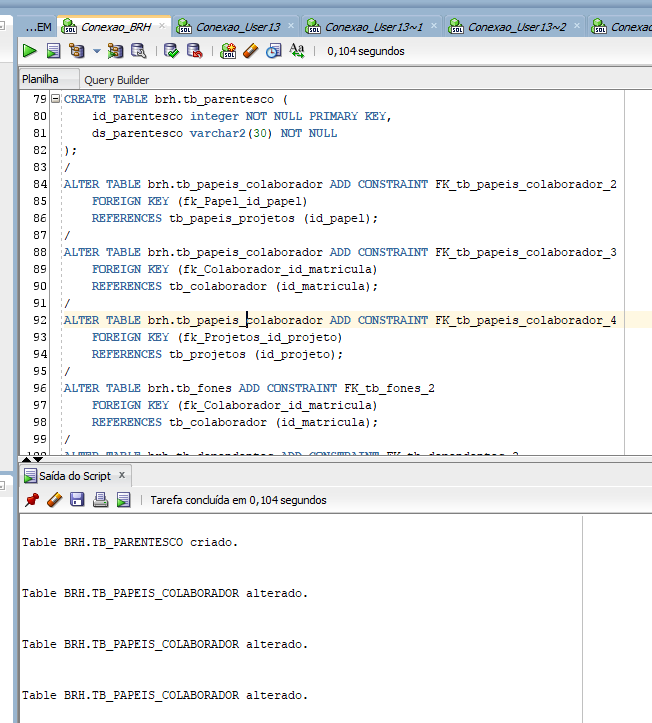 ...EM Conexao_BRH × Conexao_User13 × Conexao_User13~1 × Conexao_User13~2 × Conexao
0,104 segundos
Planilha Query Builder
79 CREATE TABLE brh.tb_parentesco (
80 id_parentesco integer NOT NULL PRIMARY KEY,
81 ds_parentesco varchar2(30) NOT NULL
82 );
83 /
84 ALTER TABLE brh.tb_papeis_colaborador ADD CONSTRAINT FK_tb_papeis_colaborador_2
85 FOREIGN KEY (fk_Papel_id_papel)
86 REFERENCES tb_papeis_projetos (id_papel);
87 /
88 ALTER TABLE brh.tb_papeis_colaborador ADD CONSTRAINT FK_tb_papeis_colaborador_3
89 FOREIGN KEY (fk_Colaborador_id_matricula)
90 REFERENCES tb_colaborador (id_matricula);
91 /
92 ALTER TABLE brh.tb_papeis_colaborador ADD CONSTRAINT FK_tb_papeis_colaborador_4
93 FOREIGN KEY (fk_Projetos_id_projeto)
94 REFERENCES tb_projetos (id_projeto);
95 /
96 ALTER TABLE brh.tb_fones ADD CONSTRAINT FK_tb_fones_2
97 FOREIGN KEY (fk_Colaborador_id_matricula)
98 REFERENCES tb_colaborador (id_matricula);
99 /
Saída do Script ×
Tarefa concluída em 0,104 segundos
Table BRH.TB_PARENTESCO criado.
Table BRH.TB_PAPEIS_COLABORADOR alterado.
Table BRH.TB_PAPEIS_COLABORADOR alterado.
Table BRH.TB_PAPEIS_COLABORADOR alterado.